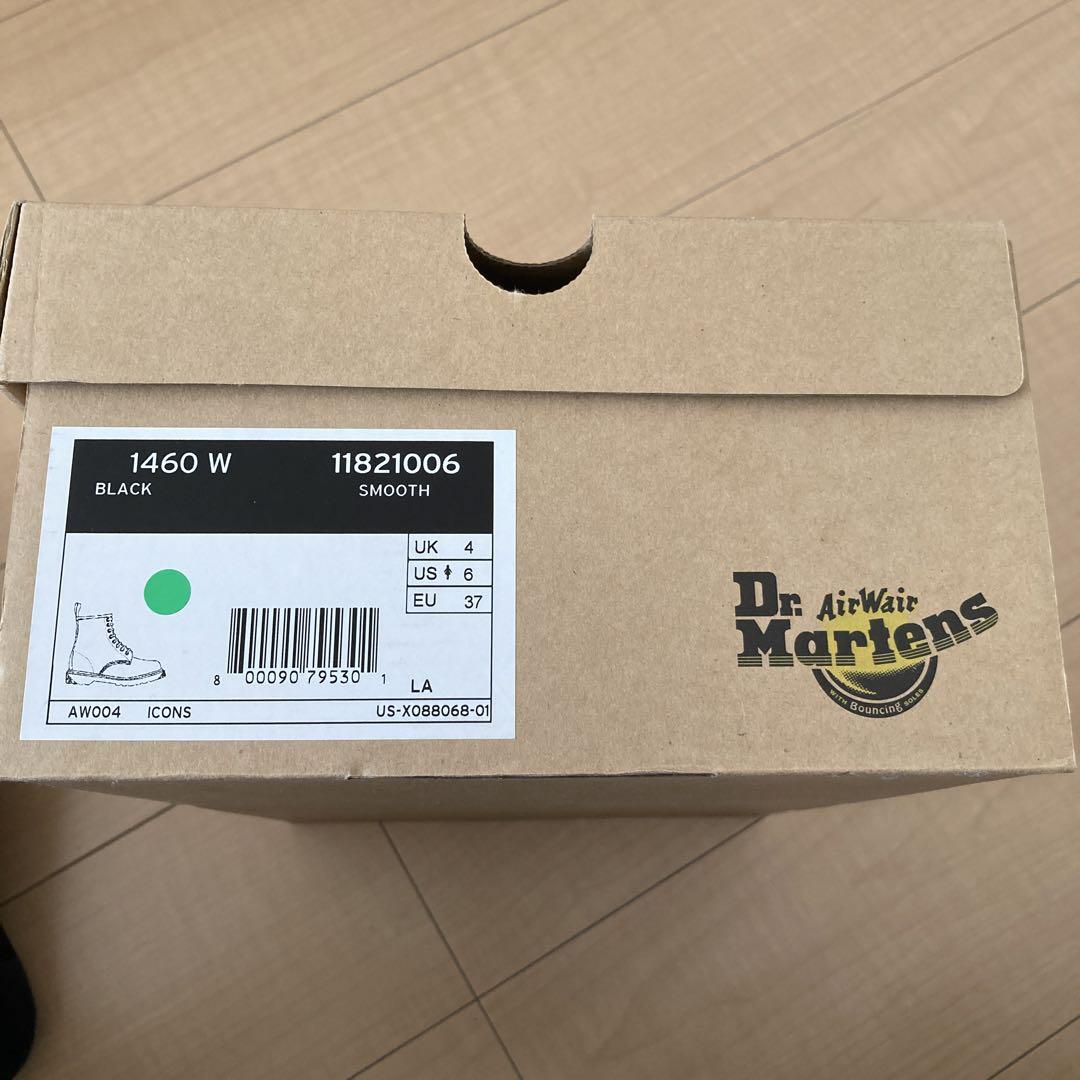 1460 W 11821006
BLACK SMOOTH
UK 4
US 6
EU 37
8 00090 79530 1
LA
AW004 ICONS US-X088068-01
Dr. AirWair
Martens
WITH Bouncing SOLES